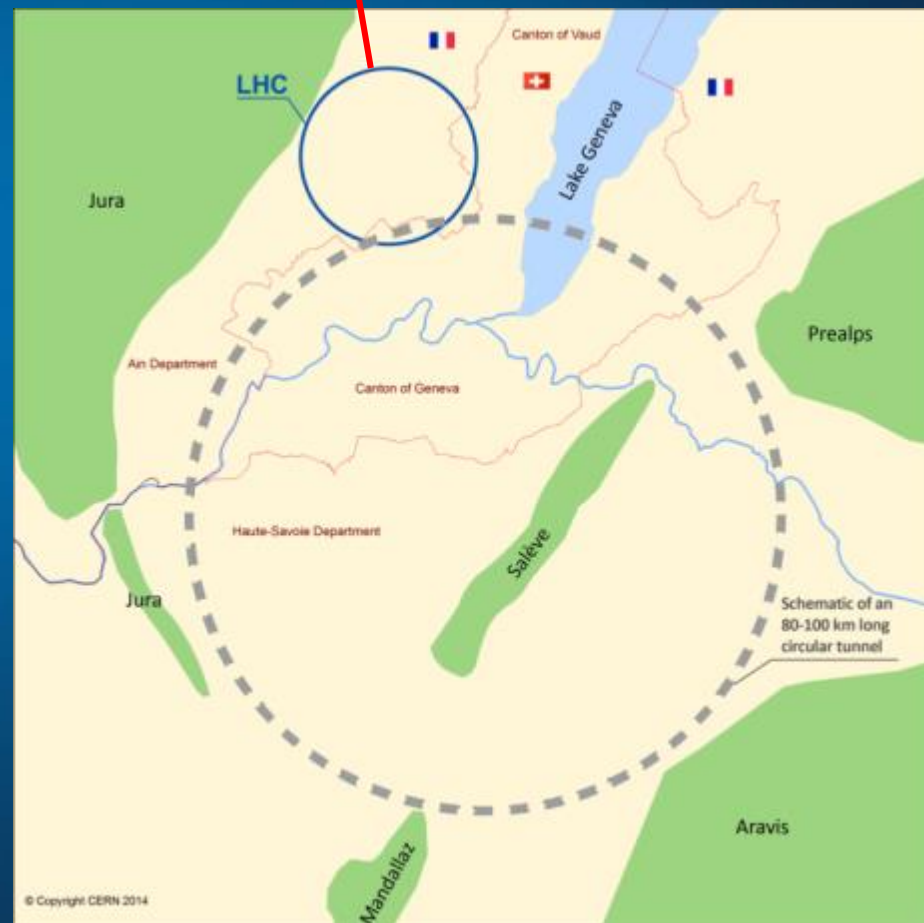 Canton of Vaud
LHC
Lake Geneva
Jura
Prealps
Ain Department
Canton of Geneva
Haute-Savoie Department
Salève
Jura
Schematic of an
80-100 km long
circular tunnel
Aravis
Mandallaz
© Copyright CERN 2014